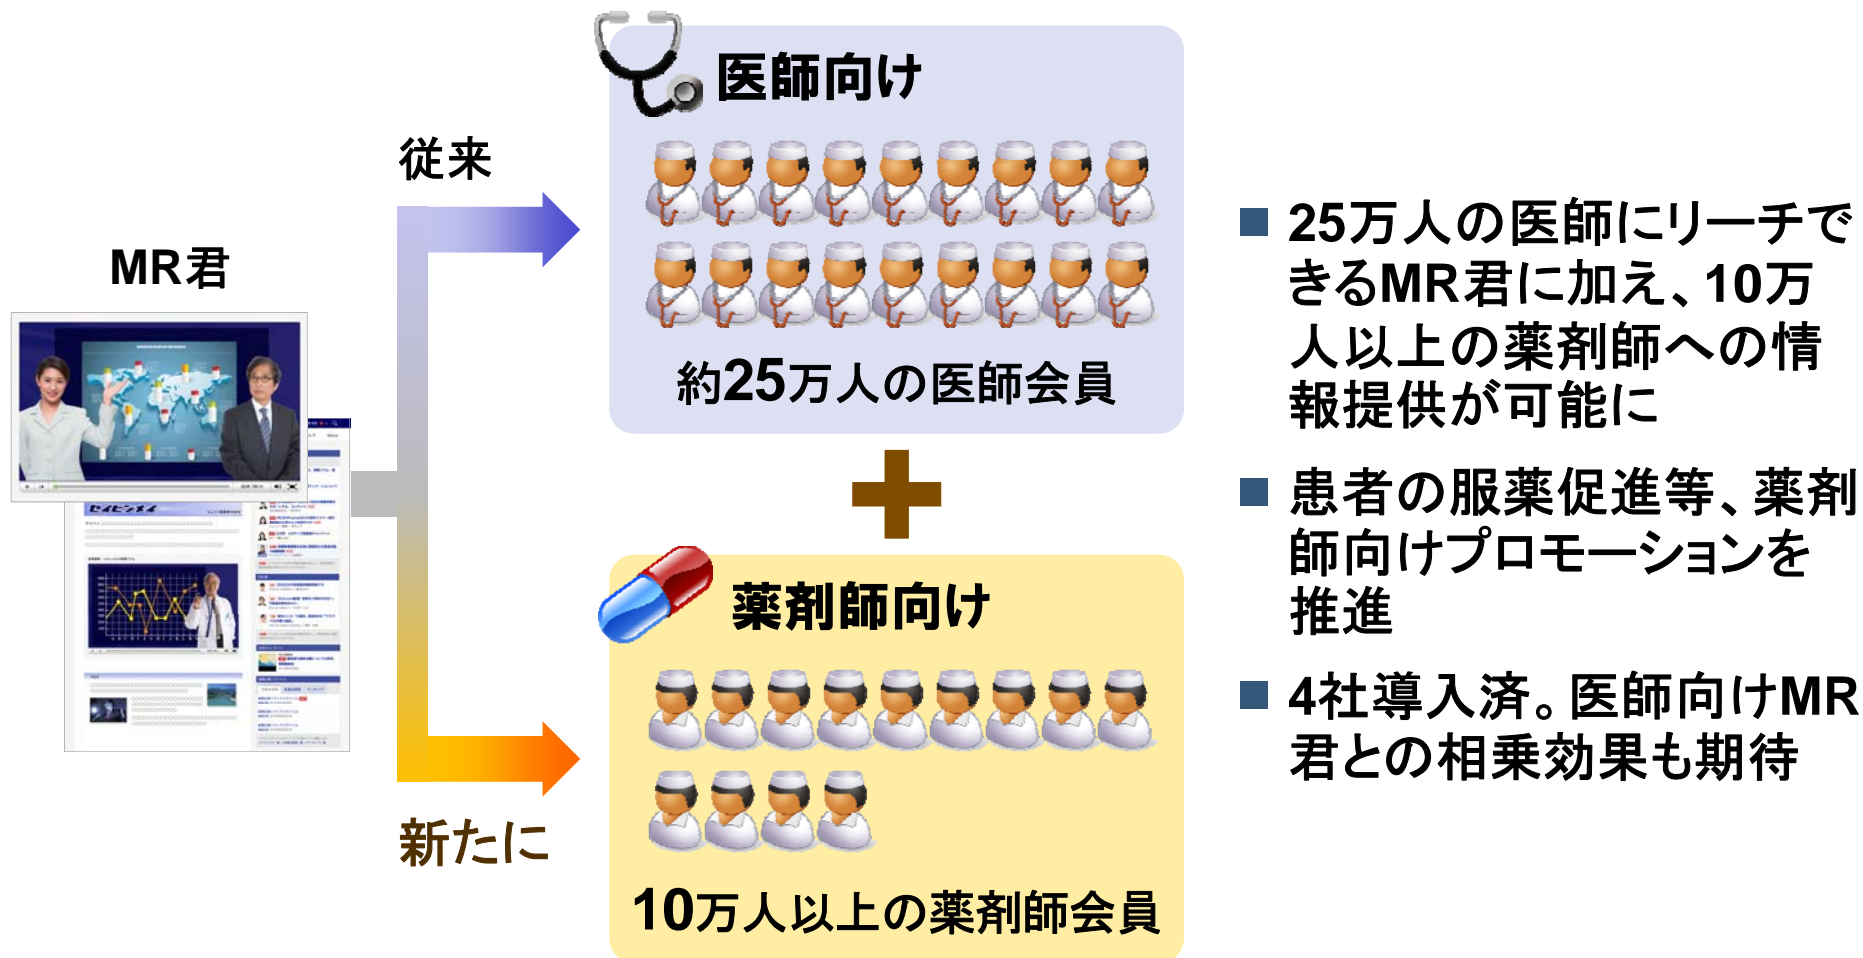 医師向け
従来
MR君
約25万人の医師会員
セイビンメイ
薬剤師向け
新たに
10万人以上の薬剤師会員
25万人の医師にリーチで
きるMR君に加え、10万
人以上の薬剤師への情
報提供が可能に
患者の服薬促進等、薬剤
師向けプロモーションを
推進
4社導入済。医師向けMR
君との相乗効果も期待